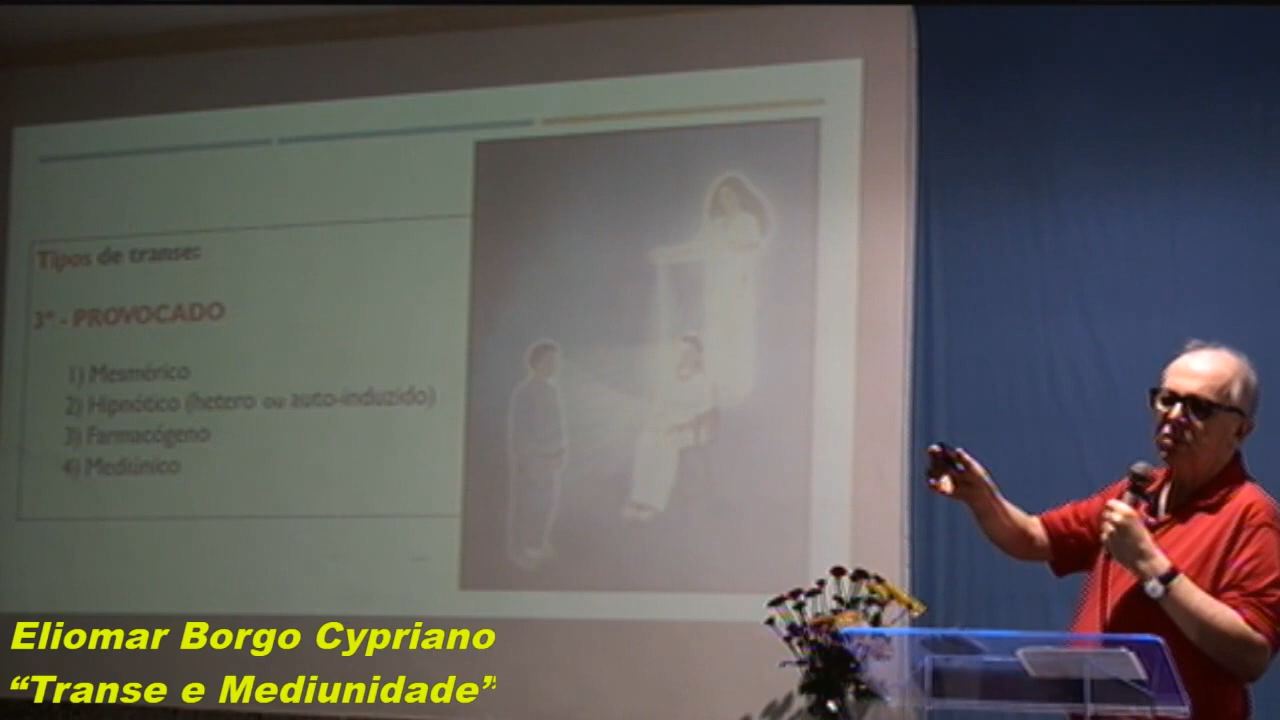 Tipos de transe:
3º - PROVOCADO
1) Mesmérico
2) Hipnótico (hetero ou auto-induzido)
3) Farmacógeno
4) Mediúnico
Eliomar Borgo Cypriano
“Transe e Mediunidade”